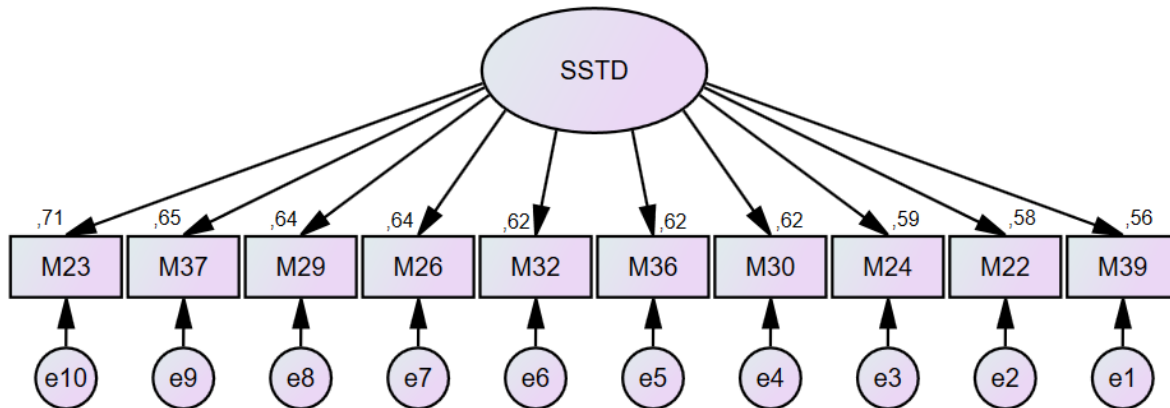 SSTD
,71 ,65 ,64 ,64 ,62 ,62 ,62 ,59 ,58 ,56
M23 M37 M29 M26 M32 M36 M30 M24 M22 M39
e10 e9 e8 e7 e6 e5 e4 e3 e2 e1